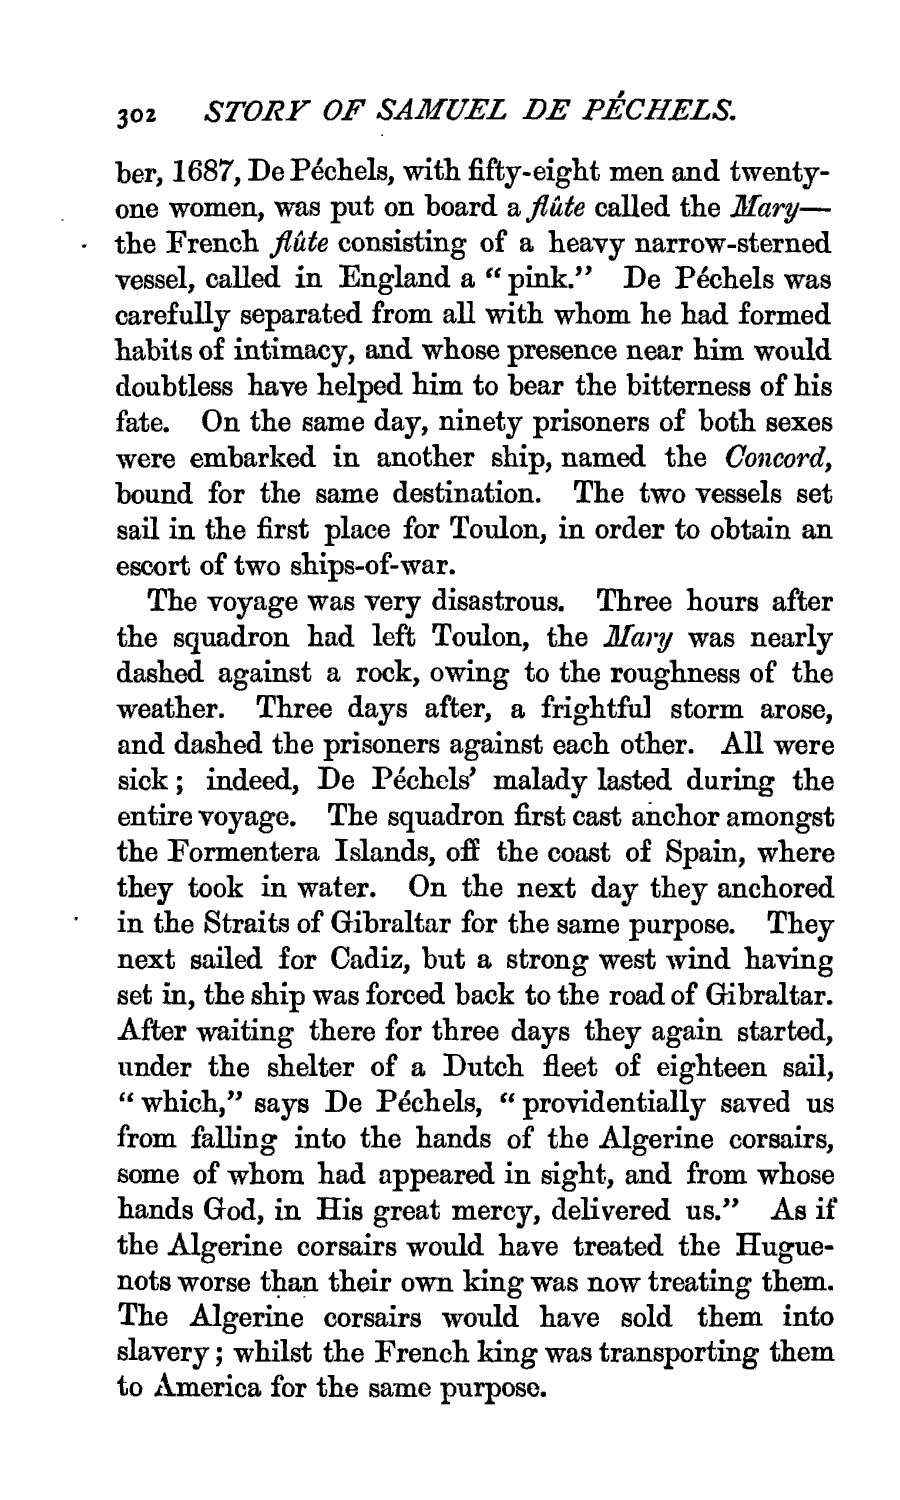 302 STORY OF SAMUEL DE PÉCHELS.
ber, 1687, De Péchels, with fifty-eight men and twenty-
one women, was put on board a flûte called the Mary—
the French flûte consisting of a heavy narrow-sterned
vessel, called in England a “ pink.” De Péchels was
carefully separated from all with whom he had formed
habits of intimacy, and whose presence near him would
doubtless have helped him to bear the bitterness of his
fate. On the same day, ninety prisoners of both sexes
were embarked in another ship, named the Concord,
bound for the same destination. The two vessels set
sail in the first place for Toulon, in order to obtain an
escort of two ships-of-war.
The voyage was very disastrous. Three hours after
the squadron had left Toulon, the Mary was nearly
dashed against a rock, owing to the roughness of the
weather. Three days after, a frightful storm arose,
and dashed the prisoners against each other. All were
sick ; indeed, De Péchels’ malady lasted during the
entire voyage. The squadron first cast anchor amongst
the Formentera Islands, off the coast of Spain, where
they took in water. On the next day they anchored
in the Straits of Gibraltar for the same purpose. They
next sailed for Cadiz, but a strong west wind having
set in, the ship was forced back to the road of Gibraltar.
After waiting there for three days they again started,
under the shelter of a Dutch fleet of eighteen sail,
“ which,” says De Péchels, “ providentially saved us
from falling into the hands of the Algerine corsairs,
some of whom had appeared in sight, and from whose
hands God, in His great mercy, delivered us.” As if
the Algerine corsairs would have treated the Hugue-
nots worse than their own king was now treating them.
The Algerine corsairs would have sold them into
slavery ; whilst the French king was transporting them
to America for the same purpose.